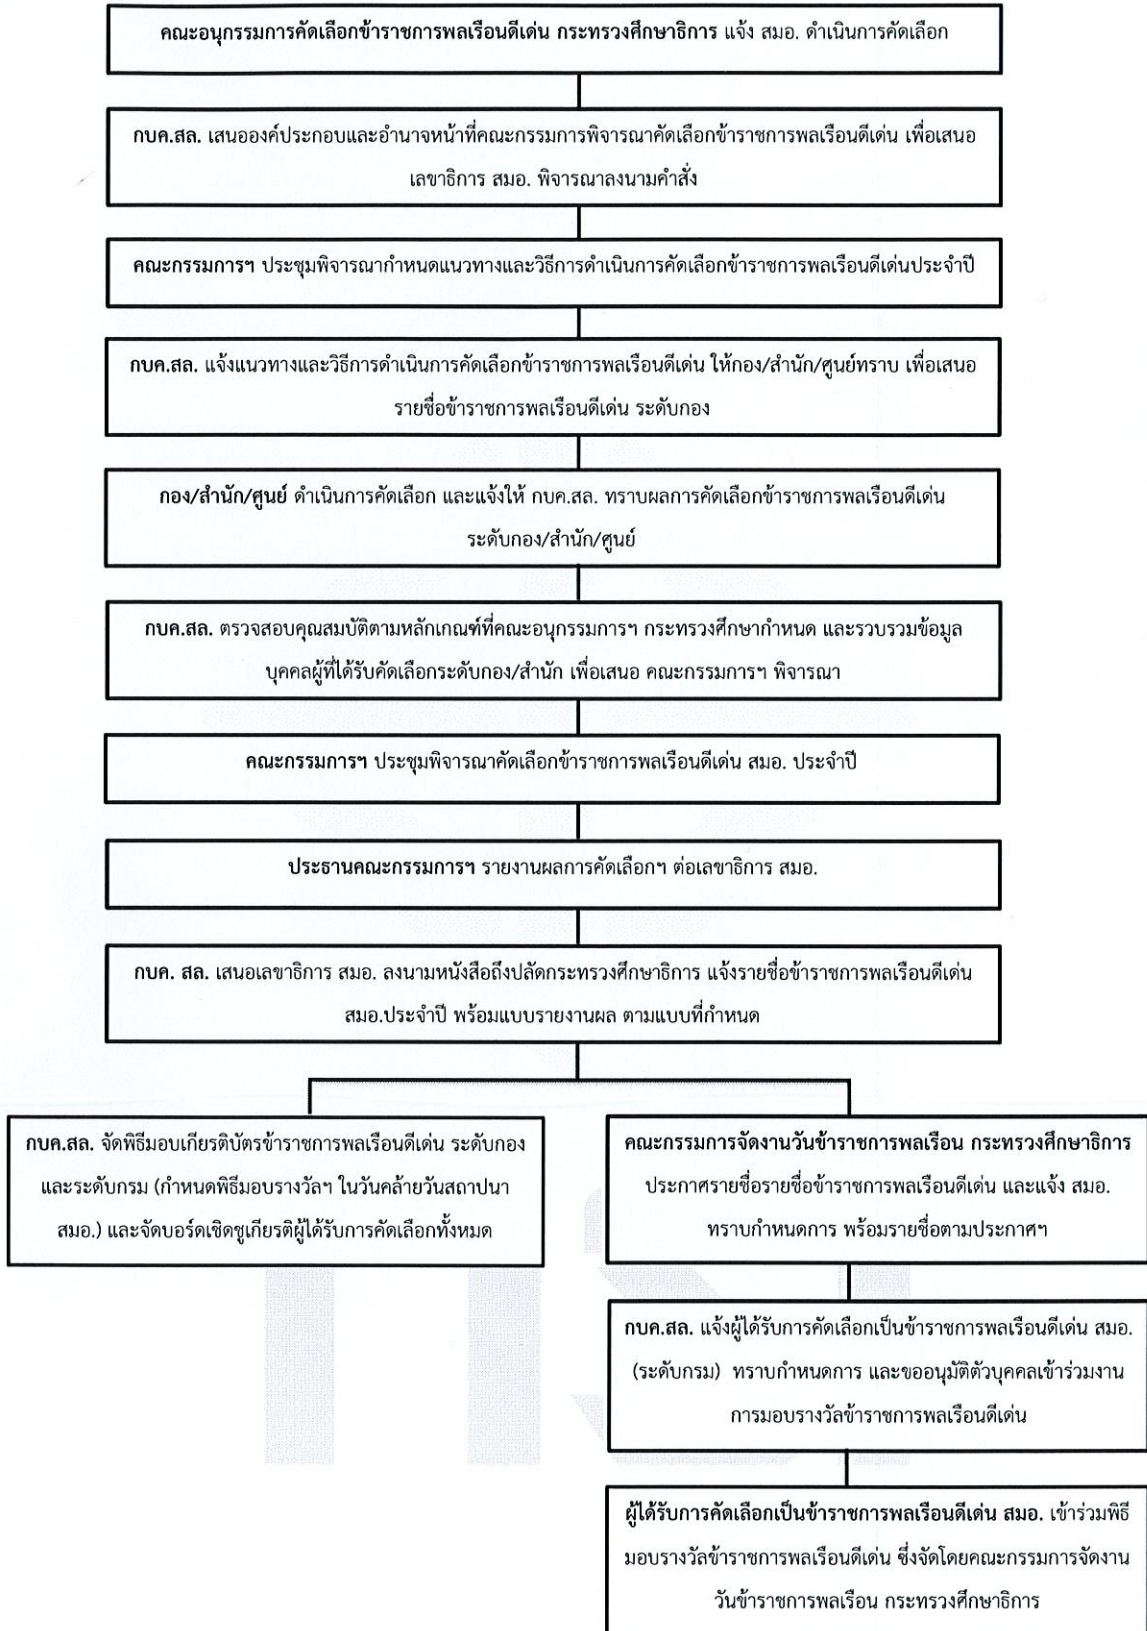 คณะอนุกรรมการคัดเลือกข้าราชการพลเรือนดีเด่น กระทรวงศึกษาธิการ แจ้ง สมอ. ดำเนินการคัดเลือก
กบค.สล. เสนอองค์ประกอบและอำนาจหน้าที่คณะกรรมการพิจารณาคัดเลือกข้าราชการพลเรือนดีเด่น เพื่อเสนอ
เลขาธิการ สมอ. พิจารณาลงนามคำสั่ง
คณะกรรมการฯ ประชุมพิจารณากำหนดแนวทางและวิธีการดำเนินการคัดเลือกข้าราชการพลเรือนดีเด่นประจำปี
กบค.สล. แจ้งแนวทางและวิธีการดำเนินการคัดเลือกข้าราชการพลเรือนดีเด่น ให้กอง/สำนัก/ศูนย์ทราบ เพื่อเสนอ
รายชื่อข้าราชการพลเรือนดีเด่น ระดับกอง
กอง/สำนัก/ศูนย์ ดำเนินการคัดเลือก และแจ้งให้ กบค.สล. ทราบผลการคัดเลือกข้าราชการพลเรือนดีเด่น
ระดับกอง/สำนัก/ศูนย์
กบค.สล. ตรวจสอบคุณสมบัติตามหลักเกณฑ์ที่คณะอนุกรรมการฯ กระทรวงศึกษากำหนด และรวบรวมข้อมูล
บุคคลผู้ที่ได้รับคัดเลือกระดับกอง/สำนัก เพื่อเสนอ คณะกรรมการฯ พิจารณา
คณะกรรมการฯ ประชุมพิจารณาคัดเลือกข้าราชการพลเรือนดีเด่น สมอ. ประจำปี
ประธานคณะกรรมการฯ รายงานผลการคัดเลือกฯ ต่อเลขาธิการ สมอ.
กบค. สล. เสนอเลขาธิการ สมอ. ลงนามหนังสือถึงปลัดกระทรวงศึกษาธิการ แจ้งรายชื่อข้าราชการพลเรือนดีเด่น
สมอ.ประจำปี พร้อมแบบรายงานผล ตามแบบที่กำหนด
กบค.สล. จัดพิธีมอบเกียรติบัตรข้าราชการพลเรือนดีเด่น ระดับกอง
และระดับกรม (กำหนดพิธีมอบรางวัลฯ ในวันคล้ายวันสถาปนา
สมอ.) และจัดบอร์ดเชิดชูเกียรติผู้ได้รับการคัดเลือกทั้งหมด
คณะกรรมการจัดงานวันข้าราชการพลเรือน กระทรวงศึกษาธิการ
ประกาศรายชื่อรายชื่อข้าราชการพลเรือนดีเด่น และแจ้ง สมอ.
ทราบกำหนดการ พร้อมรายชื่อตามประกาศฯ
กบค.สล. แจ้งผู้ได้รับการคัดเลือกเป็นข้าราชการพลเรือนดีเด่น สมอ.
(ระดับกรม) ทราบกำหนดการ และขออนุมัติตัวบุคคลเข้าร่วมงาน
การมอบรางวัลข้าราชการพลเรือนดีเด่น
ผู้ได้รับการคัดเลือกเป็นข้าราชการพลเรือนดีเด่น สมอ. เข้าร่วมพิธี
มอบรางวัลข้าราชการพลเรือนดีเด่น ซึ่งจัดโดยคณะกรรมการจัดงาน
วันข้าราชการพลเรือน กระทรวงศึกษาธิการ